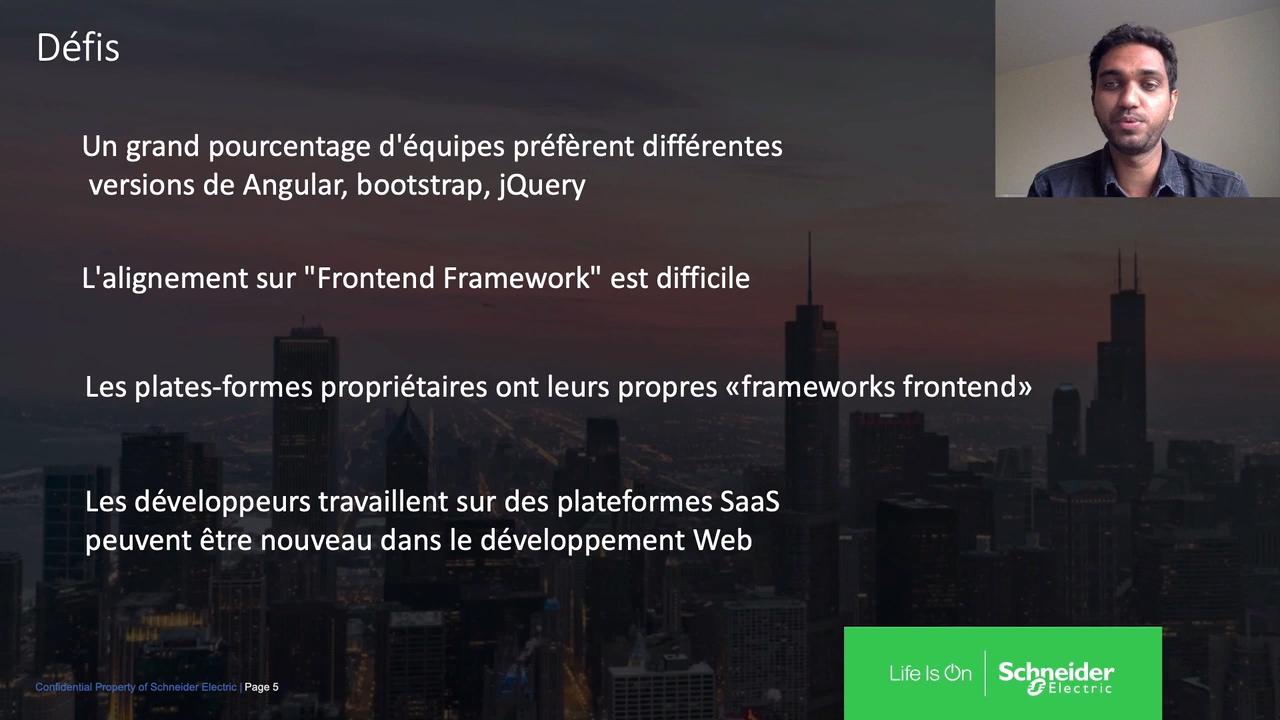 Défis
Un grand pourcentage d'équipes préfèrent différentes
versions de Angular, bootstrap, jQuery
L'alignement sur "Frontend Framework" est difficile
Les plates-formes propriétaires ont leurs propres «frameworks frontend»
Les développeurs travaillent sur des plateformes SaaS
peuvent être nouveau dans le développement Web
Confidential Property of Schneider Electric | Page 5
Life Is On
Schneider
Electric